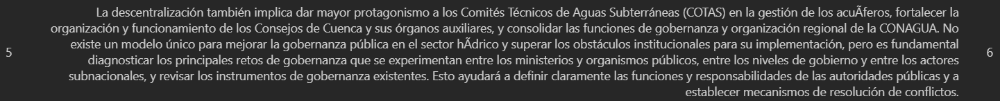 La descentralización también implica dar mayor protagonismo a los Comités Técnicos de Aguas Subterráneas (COTAS) en la gestión de los acuÃferos, fortalecer la
organización y funcionamiento de los Consejos de Cuenca y sus órganos auxiliares, y consolidar las funciones de gobernanza y organización regional de la CONAGUA. No
existe un modelo único para mejorar la gobernanza pública en el sector hÃdrico y superar los obstáculos institucionales para su implementación, pero es fundamental
5
6
diagnosticar los principales retos de gobernanza que se experimentan entre los ministerios y organismos públicos, entre los niveles de gobierno y entre los actores
subnacionales, y revisar los instrumentos de gobernanza existentes. Esto ayudará a definir claramente las funciones y responsabilidades de las autoridades públicas y a
establecer mecanismos de resolución de conflictos.